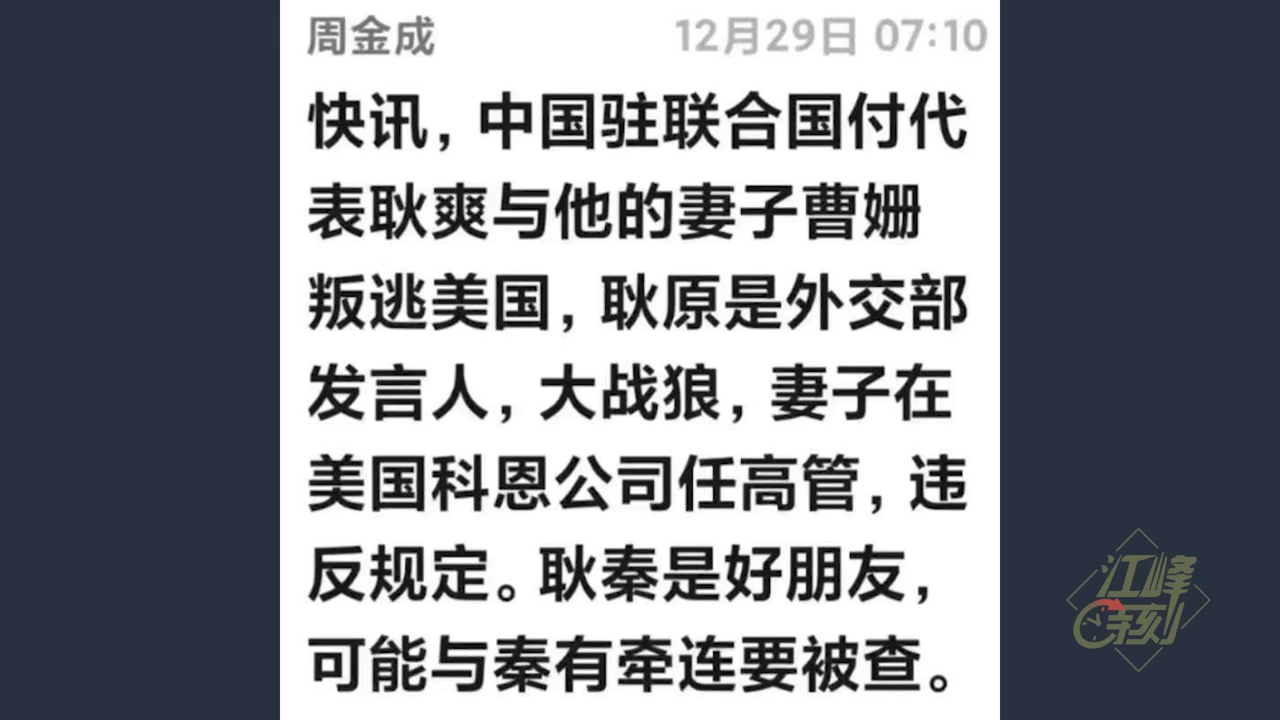 周金成 12月29日 07:10
快讯，中国驻联合国付代
表耿爽与他的妻子曹姗
叛逃美国，耿原是外交部
发言人，大战狼，妻子在
美国科恩公司任高管，违
反规定。耿秦是好朋友，
可能与秦有牵连要被查。
江峰
时刻